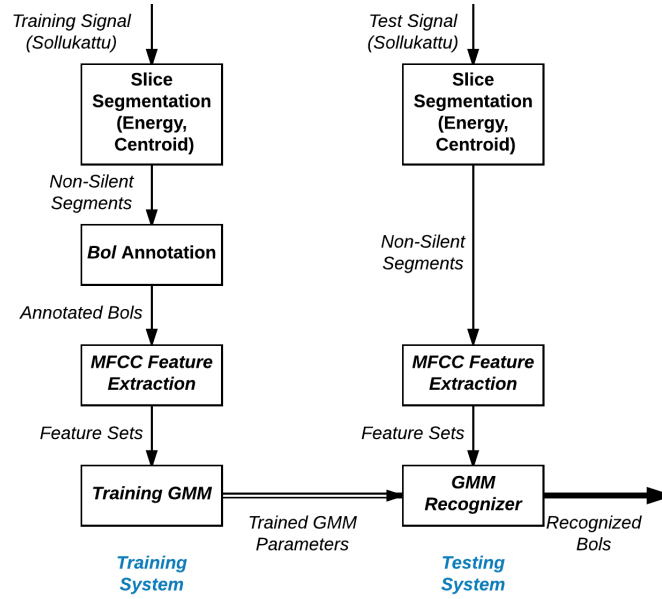 Training Signal
(Sollukattu)
Slice
Segmentation
(Energy,
Centroid)
Non-Silent
Segments
Bol Annotation
Annotated Bols
MFCC Feature
Extraction
Feature Sets
Training GMM
Trained GMM
Parameters
Training
System
Test Signal
(Sollukattu)
Slice
Segmentation
(Energy,
Centroid)
Non-Silent
Segments
MFCC Feature
Extraction
Feature Sets
GMM
Recognizer
Recognized
Bols
Testing
System